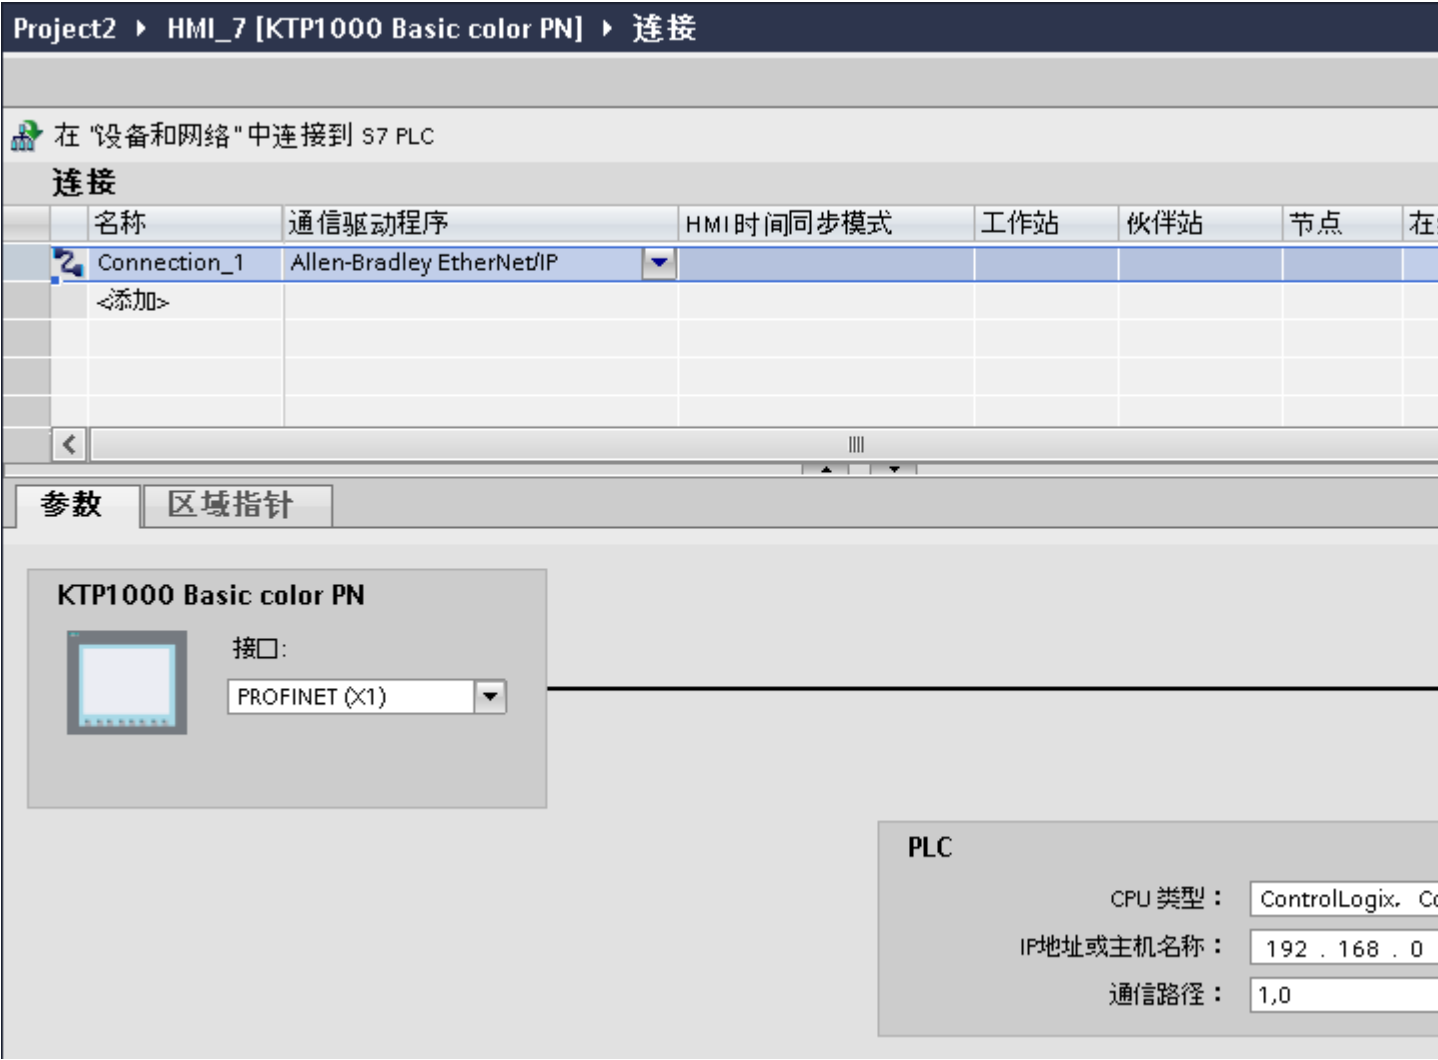 Project2 ▸ HMI_7 [KTP1000 Basic color PN] ▸ 连接
在 "设备和网络" 中连接到 S7 PLC
连接
名称 通信驱动程序 HMI时间同步模式 工作站 伙伴站 节点 在
Connection_1 Allen-Bradley EtherNet/IP
<添加>
参数 区域指针
KTP1000 Basic color PN
接口:
PROFINET (X1)
PLC
CPU 类型： ControlLogix,
IP地址或主机名称： 192 . 168 . 0
通信路径： 1,0